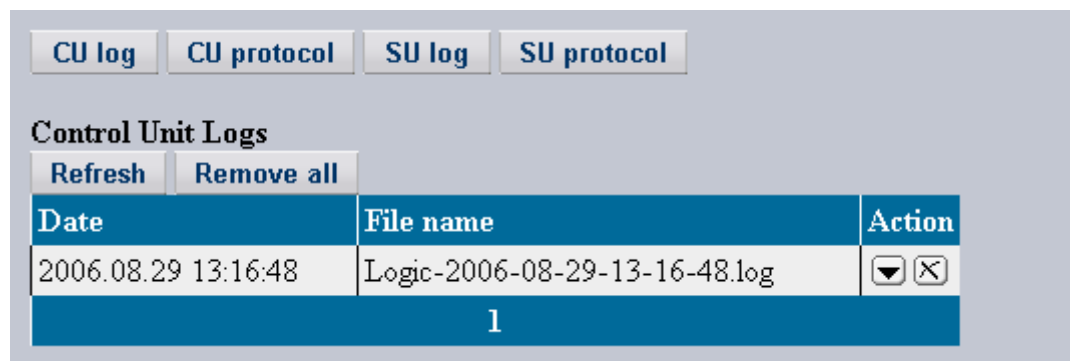 CU log CU protocol SU log SU protocol
Control Unit Logs
Refresh Remove all
Date File name Action
2006.08.29 13:16:48 Logic-2006-08-29-13-16-48.log
1